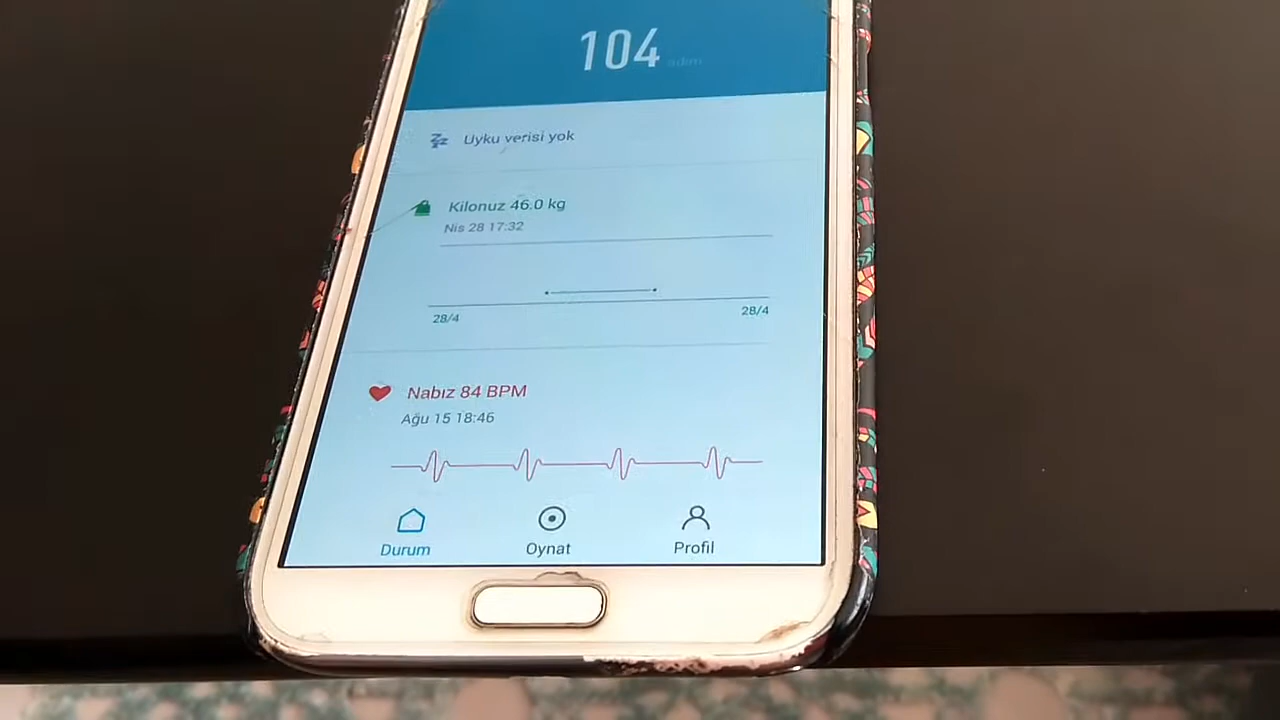 104 adım
Uyku verisi yok
Kilonuz 46.0 kg
Nis 28 17:32
28/4 28/4
Nabız 84 BPM
Ağu 15 18:46
Durum Oynat Profil